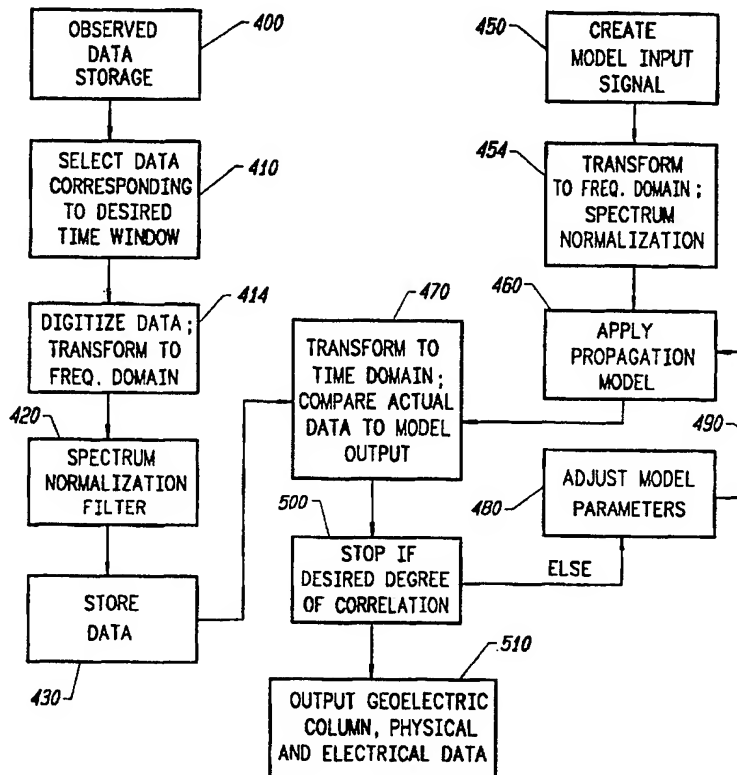 OBSERVED
DATA
STORAGE
400
SELECT DATA
CORRESPONDING
TO DESIRED
TIME WINDOW
410
DIGITIZE DATA;
TRANSFORM TO
FREQ. DOMAIN
414
420
SPECTRUM
NORMALIZATION
FILTER
STORE
DATA
430
470
TRANSFORM TO
TIME DOMAIN;
COMPARE ACTUAL
DATA TO MODEL
OUTPUT
500
STOP IF
DESIRED DEGREE
OF CORRELATION
ELSE
510
OUTPUT GEOELECTRIC
COLUMN, PHYSICAL
AND ELECTRICAL DATA
450
CREATE
MODEL INPUT
SIGNAL
454
TRANSFORM
TO FREQ. DOMAIN;
SPECTRUM
NORMALIZATION
460
APPLY
PROPAGATION
MODEL
490
ADJUST MODEL
PARAMETERS
480